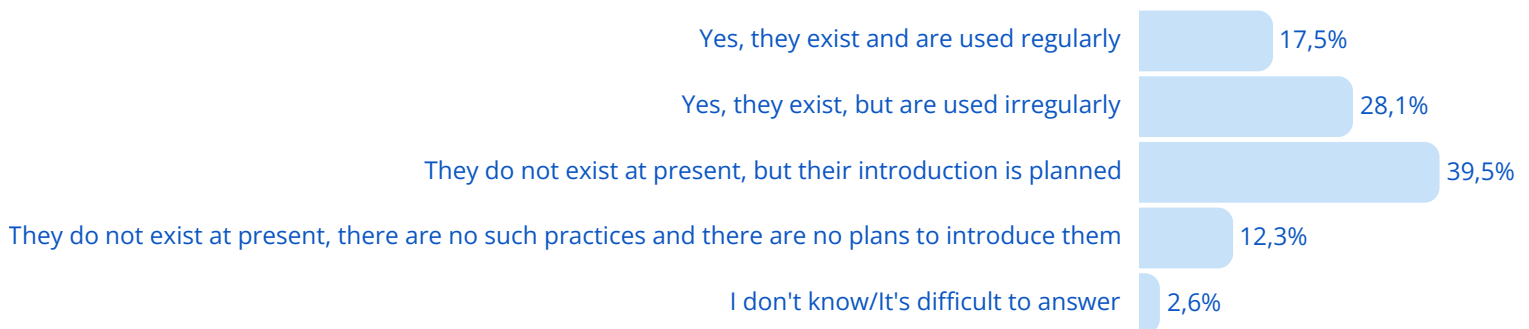 Yes, they exist and are used regularly 17,5%
Yes, they exist, but are used irregularly 28,1%
They do not exist at present, but their introduction is planned 39,5%
They do not exist at present, there are no such practices and there are no plans to introduce them 12,3%
I don't know/It's difficult to answer 2,6%